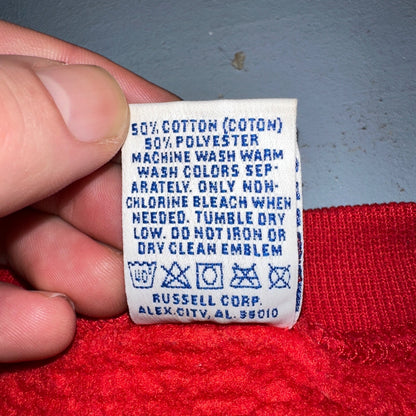 50% COTTON (COTON)
50% POLYESTER
MACHINE WASH WARM
WASH COLORS SEP-
ARATELY. ONLY NON-
CHLORINE BLEACH WHEN
NEEDED. TUMBLE DRY
LOW. DO NOT IRON OR
DRY CLEAN EMBLEM
40°
RUSSELL CORP.
ALEX CITY, AL. 35010